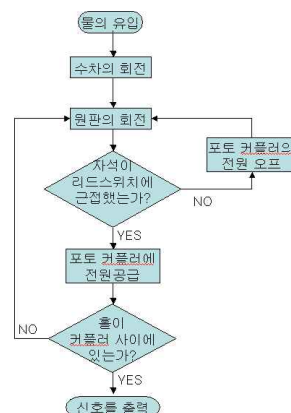 물의 유입
수차의 회전
원판의 회전
포토 커플러의
전원 오프
자석이
리드스위치에
근접했는가?
NO
YES
포토 커플러에
전원공급
NO
홀이
커플러 사이에
있는가?
YES
신호를 출력